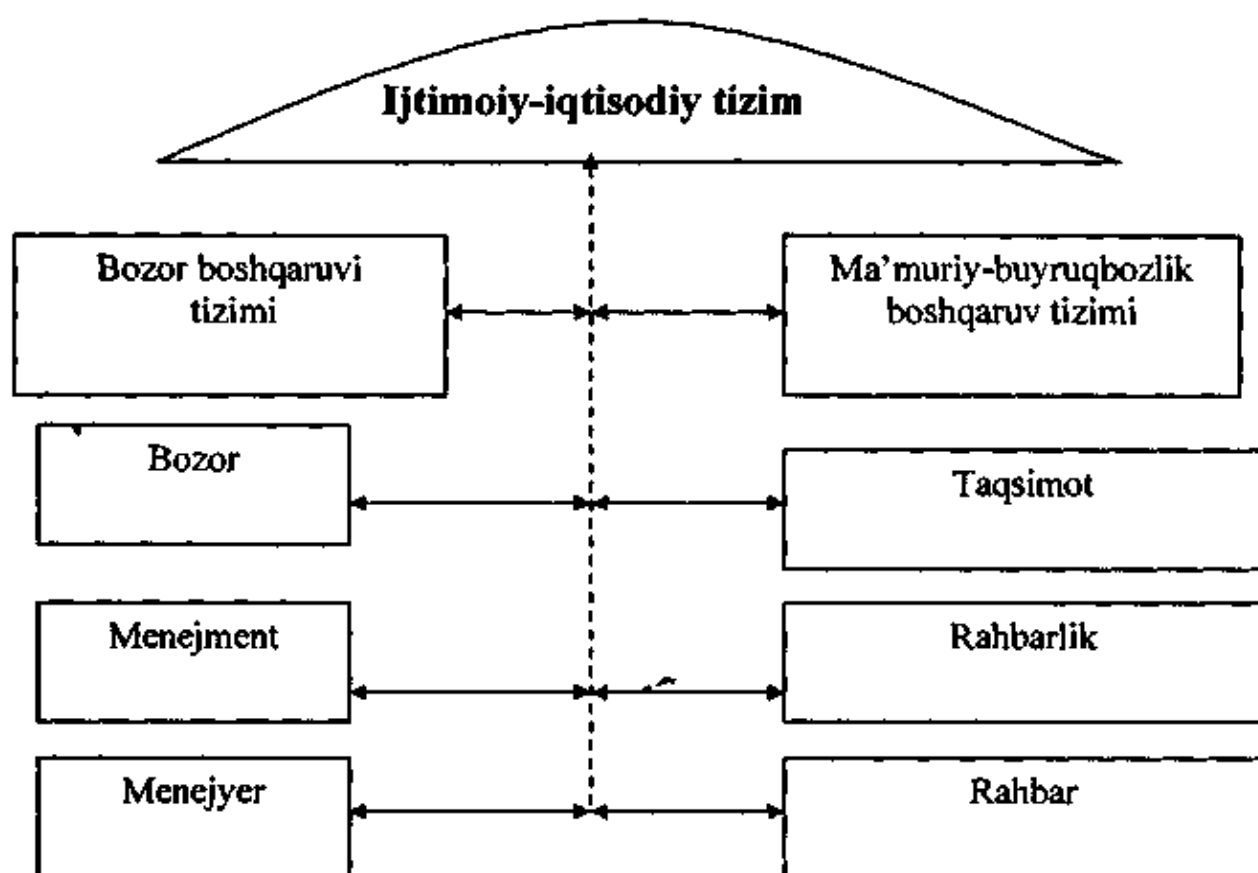 Ijtimoiy-iqtisodiy tizim
Bozor boshqaruvi
tizimi
Ma'muriy-buyruqbozlik
boshqaruv tizimi
Bozor
Taqsimot
Menejment
Rahbarlik
Menejyer
Rahbar